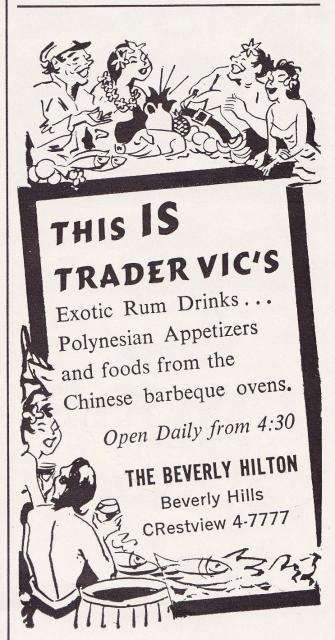 THIS IS
TRADER VIC'S
Exotic Rum Drinks...
Polynesian Appetizers
and foods from the
Chinese barbeque ovens.
Open Daily from 4:30
THE BEVERLY HILTON
Beverly Hills
CRestview 4-7777